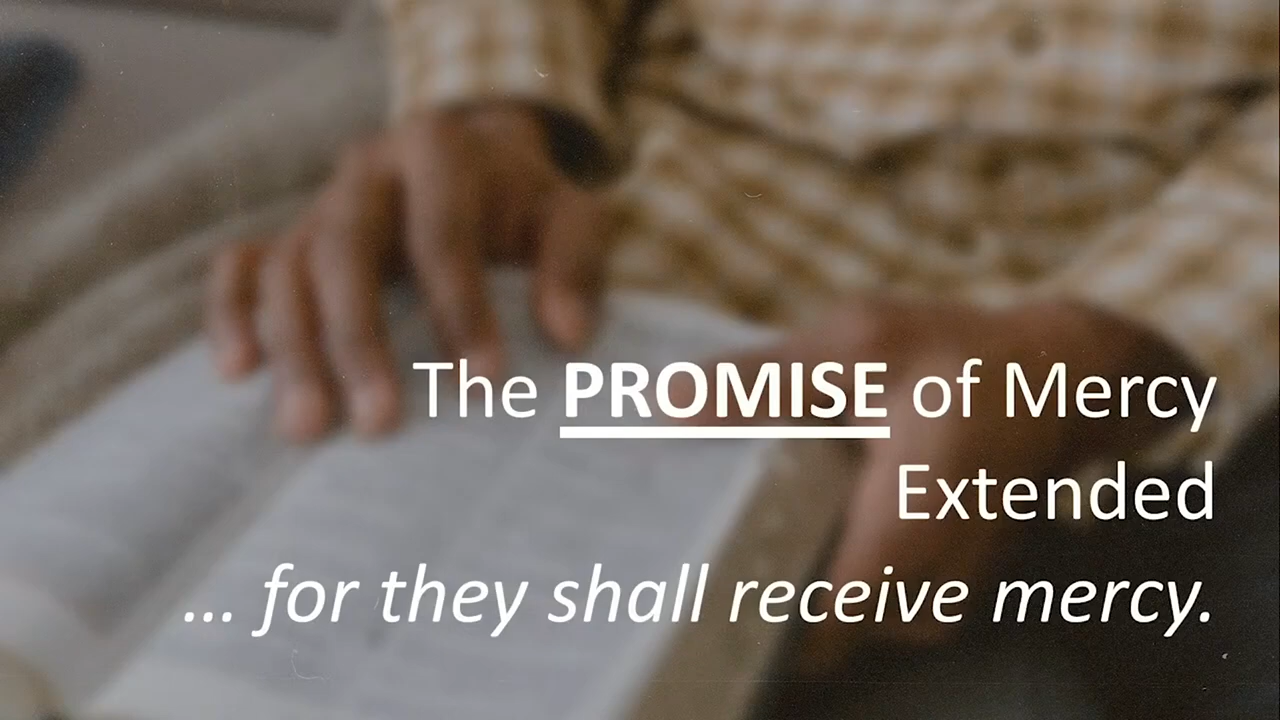 The PROMISE of Mercy
Extended
... for they shall receive mercy.